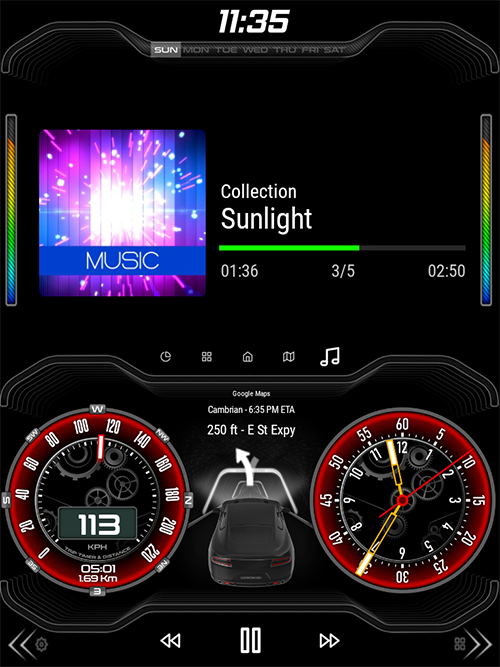 11:35
SUN MON TUE WED THU FRI SAT
MUSIC
Collection
Sunlight
01:36 3/5 02:50
Google Maps
Cambrian - 6:35 PM ETA
250 ft - E St Expy
W
NW
N
NE
E
SE
S
SW
0 20 40 60 80 100 120 140 160 180 200 220
113
KPH
TRIP TIMER & DISTANCE
05:01
1.69 Km
60 5 10 15 20 25 30 35 40 45 50 55
12 1 2 3 4 5 6 7 8 9 10 11